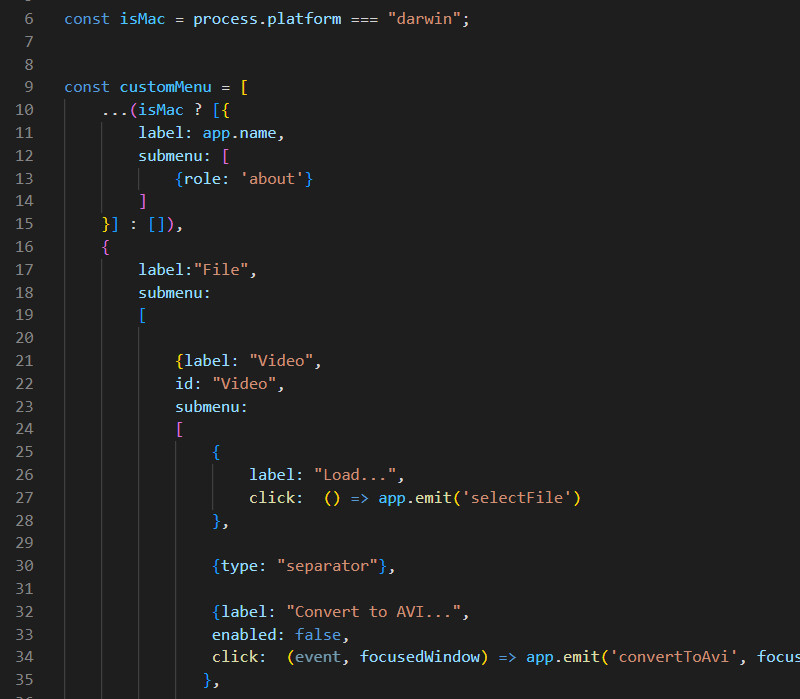 6 const isMac = process.platform === "darwin";
7
8
9 const customMenu = [
10 ...(isMac ? [{
11 label: app.name,
12 submenu: [
13 {role: 'about'}
14 ]
15 }] : []),
16 {
17 label:"File",
18 submenu:
19 [
20
21 {label: "Video",
22 id: "Video",
23 submenu:
24 [
25 {
26 label: "Load...",
27 click: () => app.emit('selectFile')
28 },
29
30 {type: "separator"},
31
32 {label: "Convert to AVI...",
33 enabled: false,
34 click: (event, focusedWindow) => app.emit('convertToAvi', focus
35 },